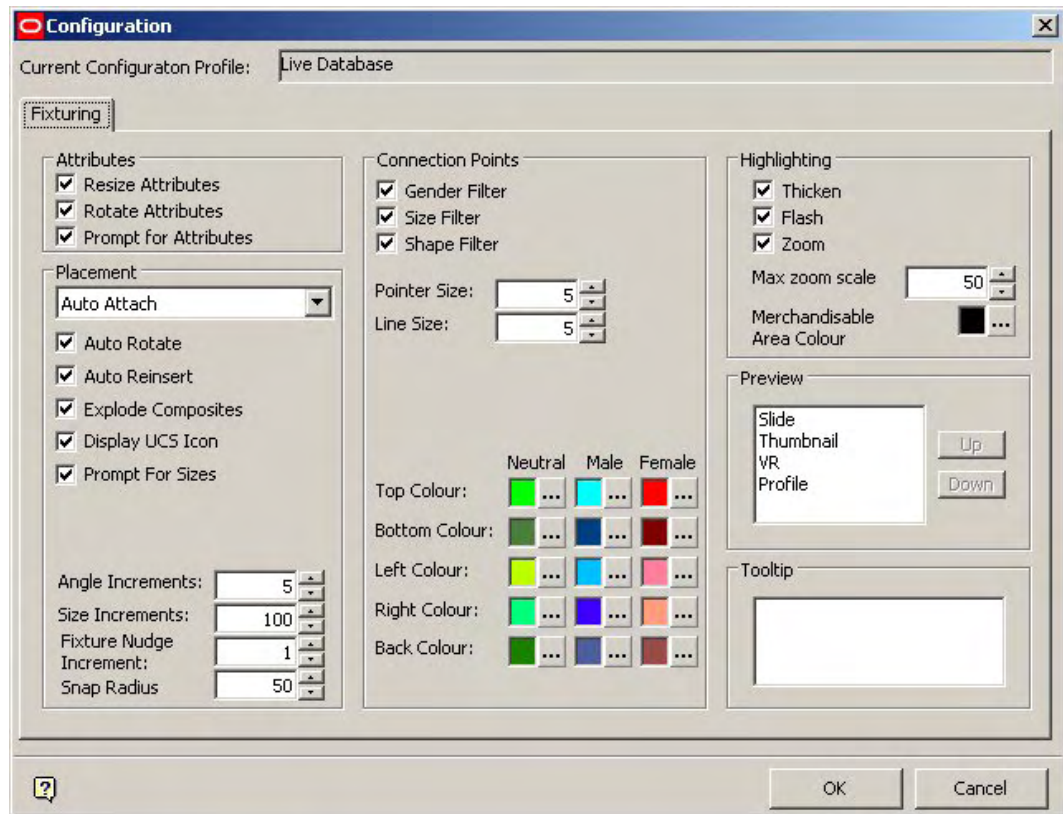 Configuration
Current Configuraton Profile: Live Database
Fixturing
Attributes
Resize Attributes
Rotate Attributes
Prompt for Attributes
Placement
Auto Attach
Auto Rotate
Auto Reinsert
Explode Composites
Display UCS Icon
Prompt For Sizes
Angle Increments: 5
Size Increments: 100
Fixture Nudge
Increment: 1
Snap Radius 50
Connection Points
Gender Filter
Size Filter
Shape Filter
Pointer Size: 5
Line Size: 5
Neutral Male Female
Top Colour: ... ... ...
Bottom Colour: ... ... ...
Left Colour: ... ... ...
Right Colour: ... ... ...
Back Colour: ... ... ...
Highlighting
Thicken
Flash
Zoom
Max zoom scale 50
Merchandisable
Area Colour ...
Preview
Slide
Thumbnail
VR
Profile
Up
Down
Tooltip
?
OK
Cancel